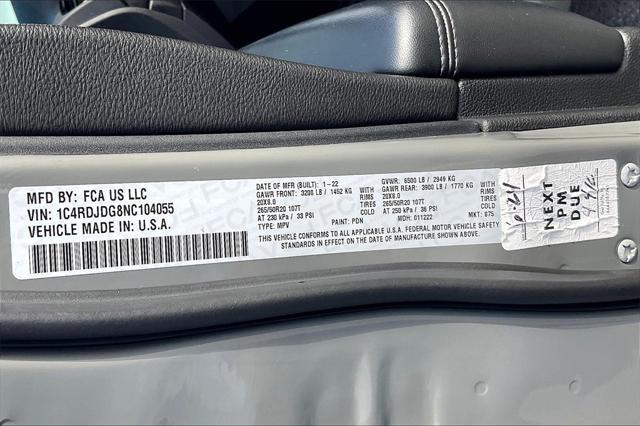 MFD BY: FCA US LLC
VIN: 1C4RDJDG8NC104055
VEHICLE MADE IN: U.S.A.
DATE OF MFR (BUILT): 1-22
GAWR FRONT: 3200 LB / 1452 KG
20X8.0
265/50R20 107T
AT 230 kPa / 33 PSI
TYPE: MPV
WITH
RIMS
TIRES
PAINT: PDN
GVWR: 6500 LB / 2949 KG
GAWR REAR: 3900 LB / 1770 KG
20X8.0
265/50R20 107T
AT 250 kPa / 36 PSI
MDH: 011222
WITH
RIMS
TIRES
MKT: 875
THIS VEHICLE CONFORMS TO ALL APPLICABLE U.S.A. FEDERAL MOTOR VEHICLE SAFETY
STANDARDS IN EFFECT ON THE DATE OF MANUFACTURE SHOWN ABOVE.
NEXT
PM
DUE